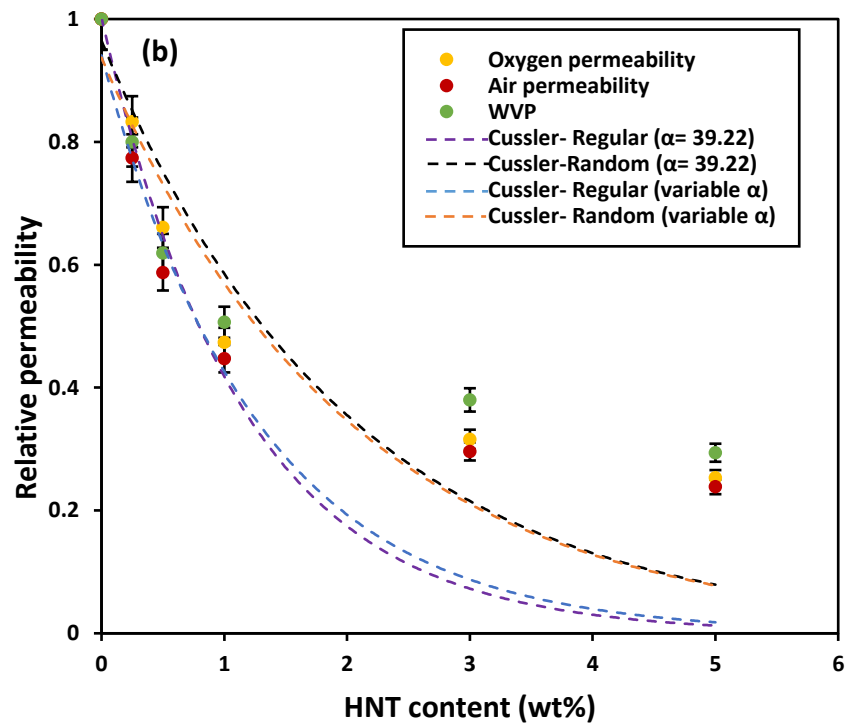 (b)
Oxygen permeability
Air permeability
WVP
Cussler- Regular (α= 39.22)
Cussler-Random (α= 39.22)
Cussler- Regular (variable α)
Cussler- Random (variable α)
Relative permeability
1
0.8
0.6
0.4
0.2
0
0 1 2 3 4 5 6
HNT content (wt%)